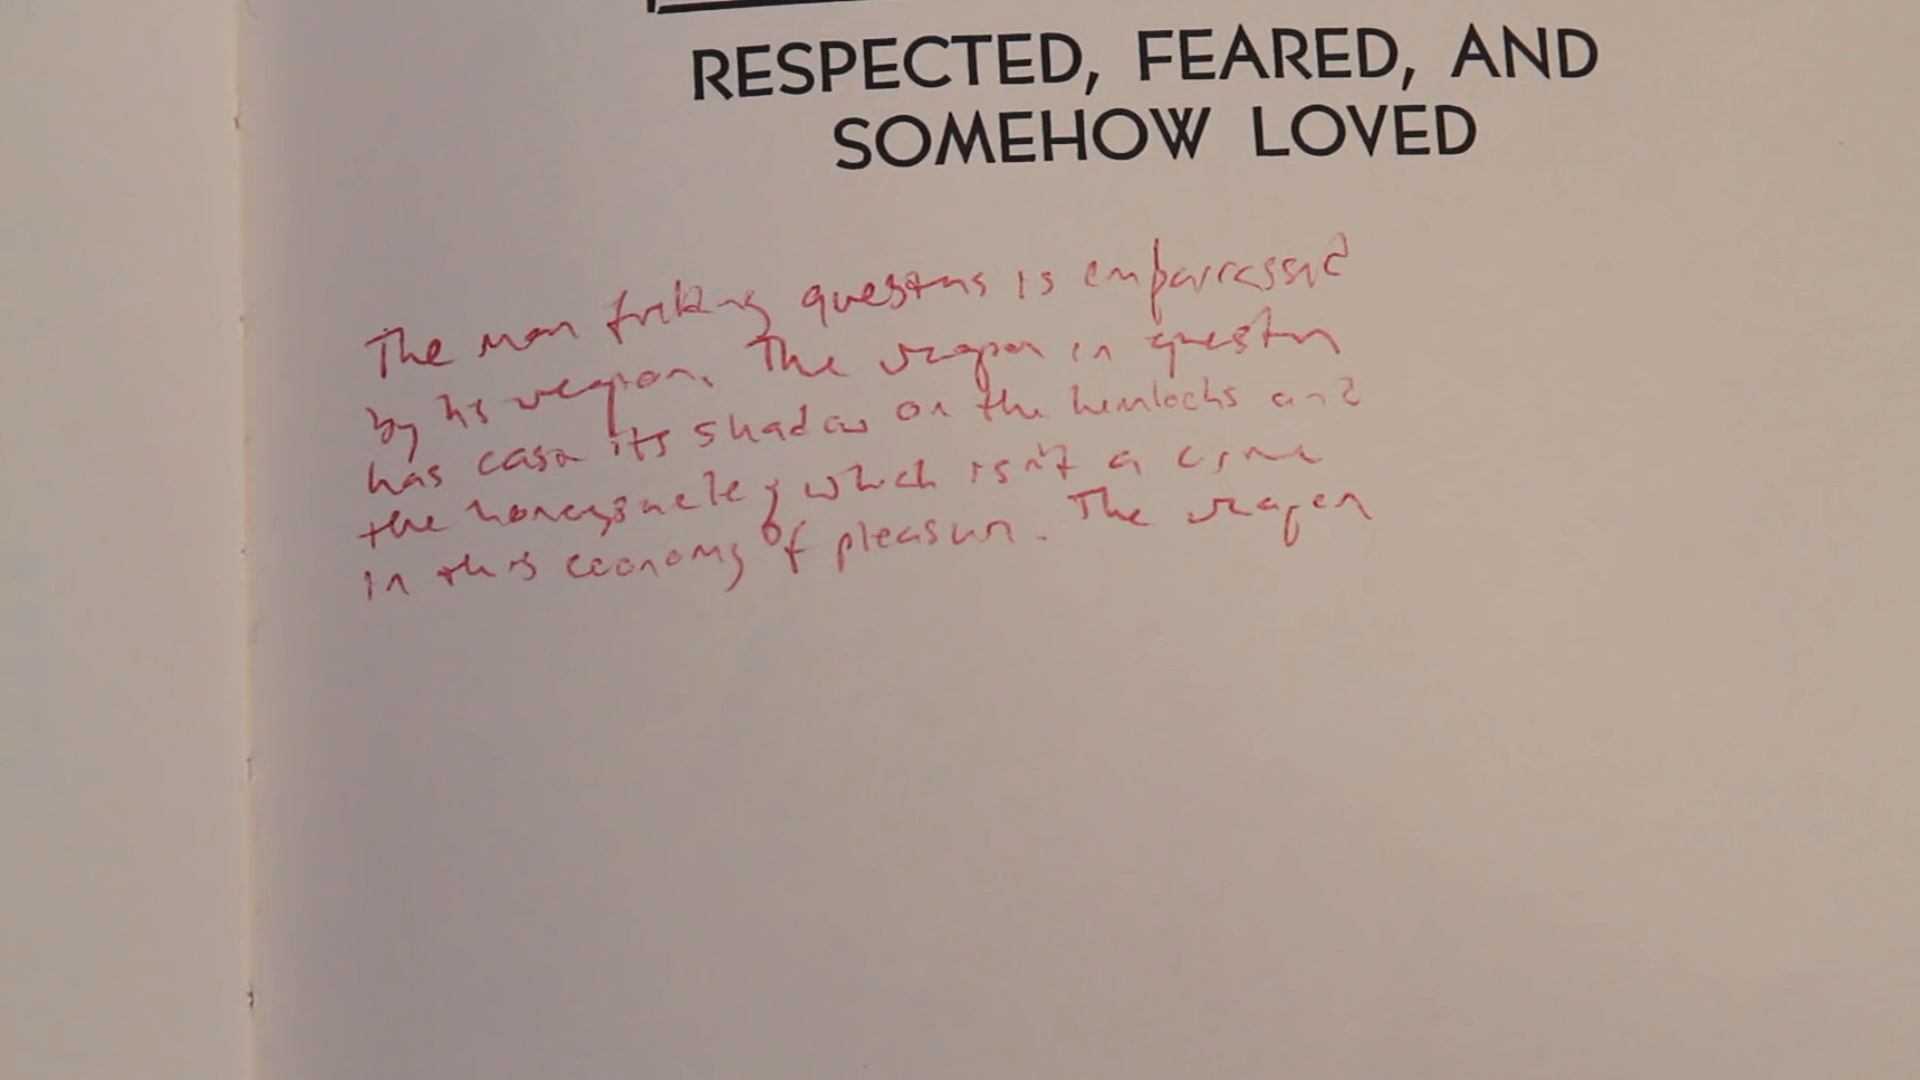 RESPECTED, FEARED, AND
SOMEHOW LOVED
The man questions is embarrassed
by his weapon. The weapon in question
has cast its shadow on the hemlocks and
the honeysuckle, which isn't a crime
in this economy of pleasure. The weapon